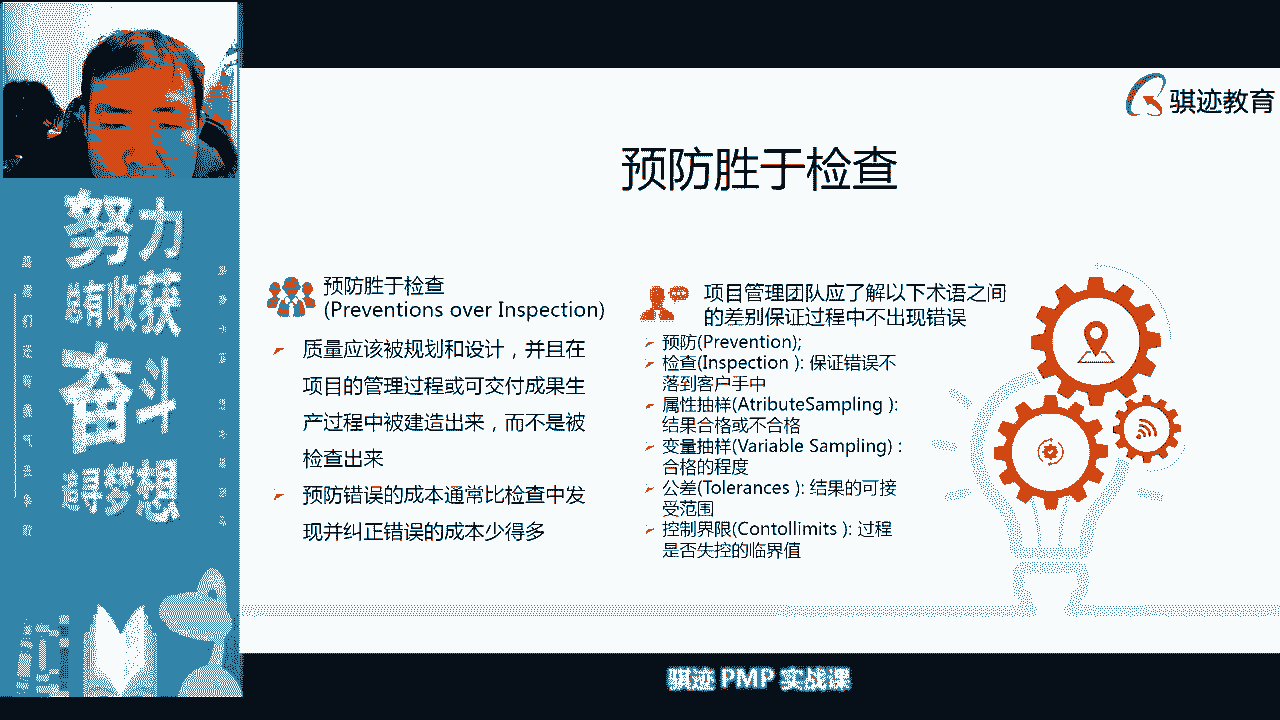 骐迹教育
预防胜于检查
预防胜于检查
(Preventions over Inspection)
质量应该被规划和设计，并且在
项目的管理过程或可交付成果生
产过程中被建造出来，而不是被
检查出来
预防错误的成本通常比检查中发
现并纠正错误的成本少得多
项目管理团队应了解以下术语之间
的差别保证过程中不出现错误
预防(Prevention);
检查(Inspection ): 保证错误不
落到客户手中
属性抽样(AtributeSampling ):
结果合格或不合格
变量抽样(Variable Sampling) :
合格的程度
公差(Tolerances ): 结果的可接
受范围
控制界限(Contollimits ): 过程
是否失控的临界值
努力
有收获
奋斗
梦想
骐迹 PMP 实战课